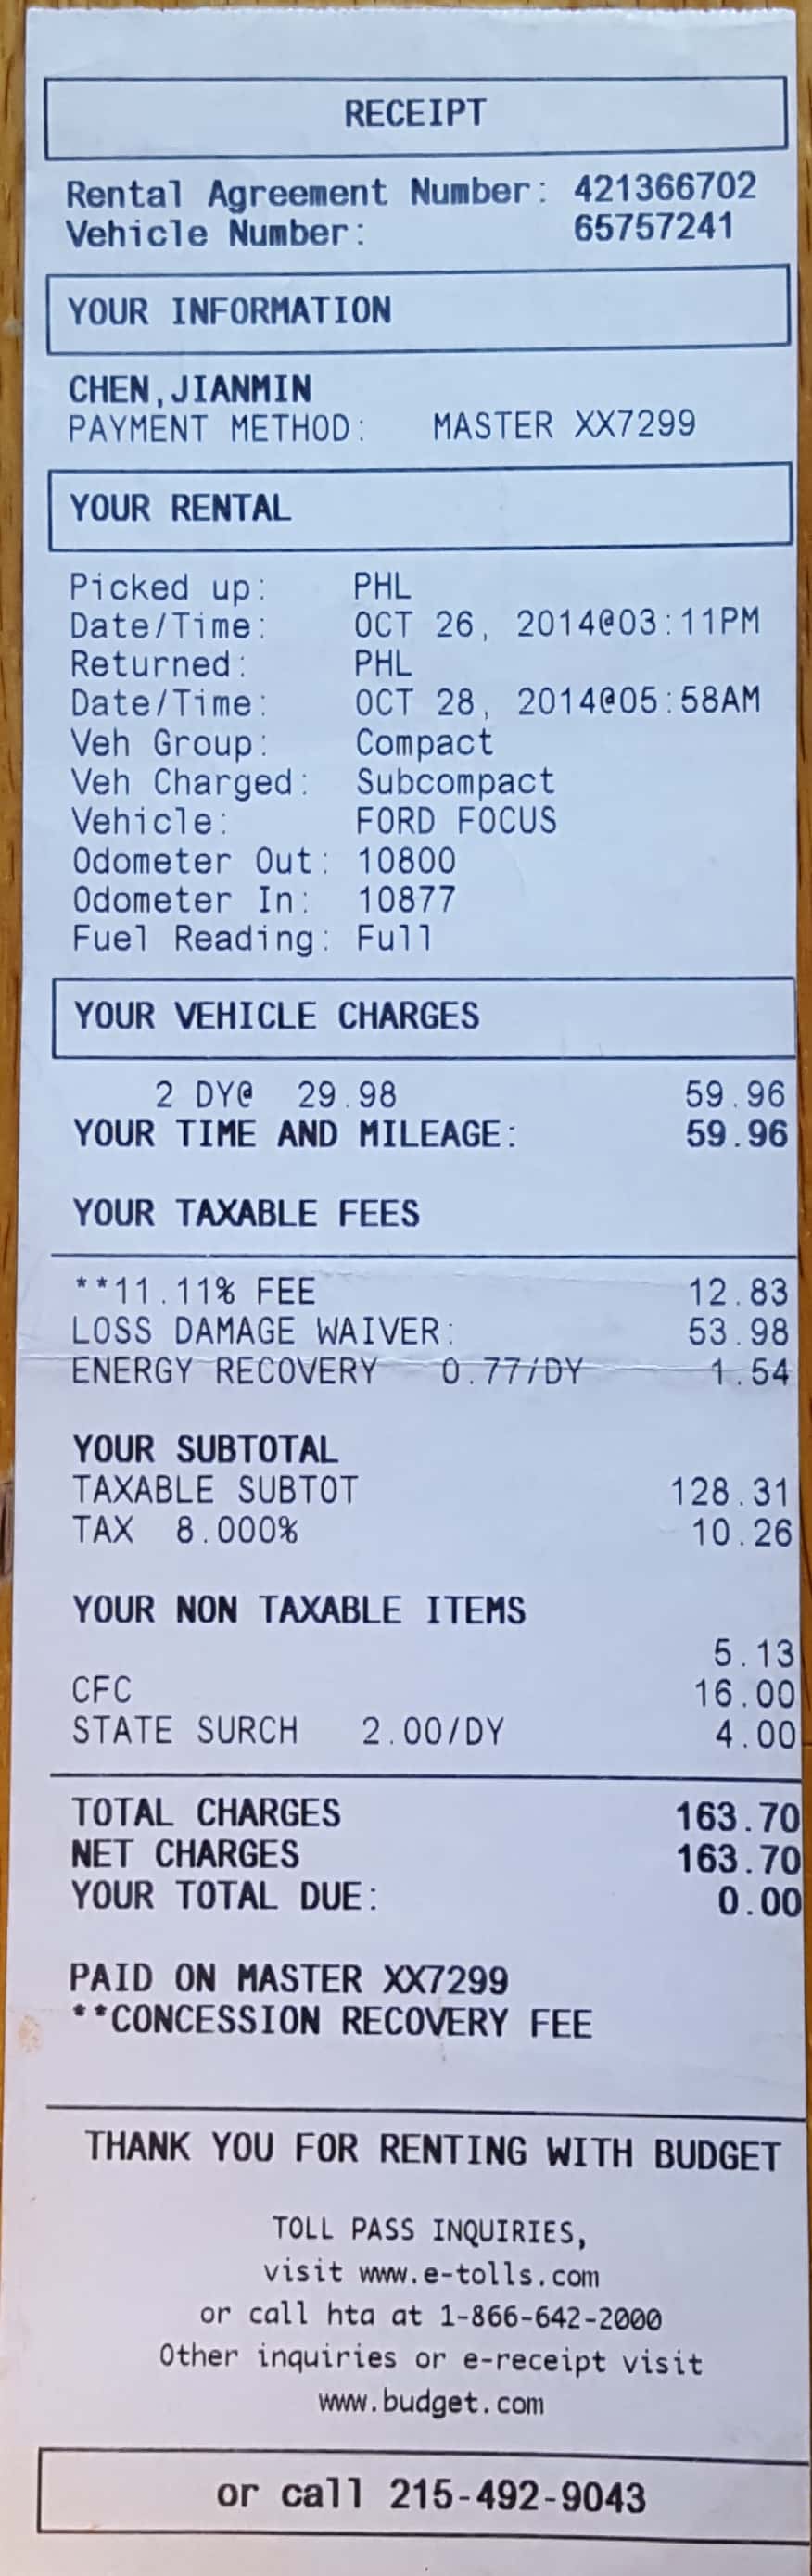 RECEIPT
Rental Agreement Number: 421366702
Vehicle Number: 65757241
YOUR INFORMATION
CHEN,JIANMIN
PAYMENT METHOD: MASTER XX7299
YOUR RENTAL
Picked up: PHL
Date/Time: OCT 26, 2014@03:11PM
Returned: PHL
Date/Time: OCT 28, 2014@05:58AM
Veh Group: Compact
Veh Charged: Subcompact
Vehicle: FORD FOCUS
Odometer Out: 10800
Odometer In: 10877
Fuel Reading: Full
YOUR VEHICLE CHARGES
2 DY@ 29.98 59.96
YOUR TIME AND MILEAGE: 59.96
YOUR TAXABLE FEES
**11.11% FEE 12.83
LOSS DAMAGE WAIVER: 53.98
ENERGY RECOVERY 0.77/DY 1.54
YOUR SUBTOTAL
TAXABLE SUBTOT 128.31
TAX 8.000% 10.26
YOUR NON TAXABLE ITEMS
5.13
CFC 16.00
STATE SURCH 2.00/DY 4.00
TOTAL CHARGES 163.70
NET CHARGES 163.70
YOUR TOTAL DUE: 0.00
PAID ON MASTER XX7299
**CONCESSION RECOVERY FEE
THANK YOU FOR RENTING WITH BUDGET
TOLL PASS INQUIRIES,
visit www.e-tolls.com
or call hta at 1-866-642-2000
Other inquiries or e-receipt visit
www.budget.com
or call 215-492-9043